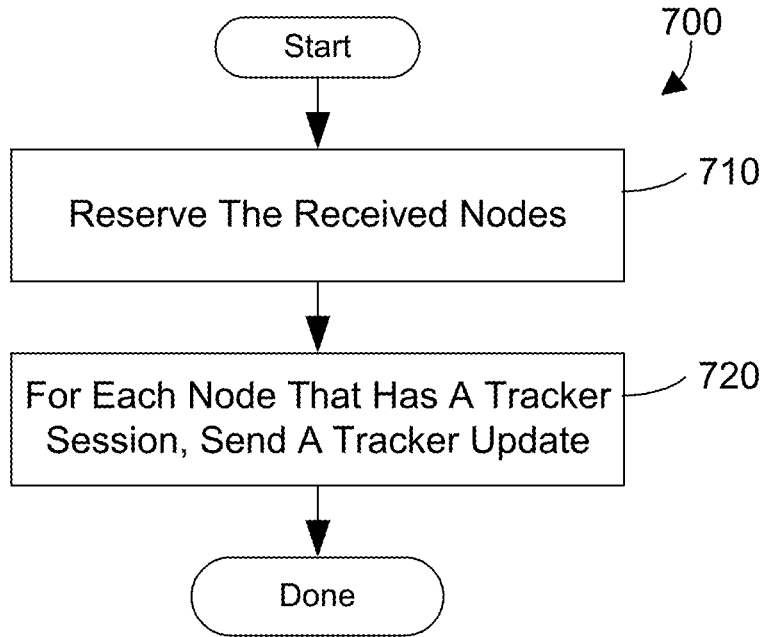 700
Start
710
Reserve The Received Nodes
720
For Each Node That Has A Tracker
Session, Send A Tracker Update
Done